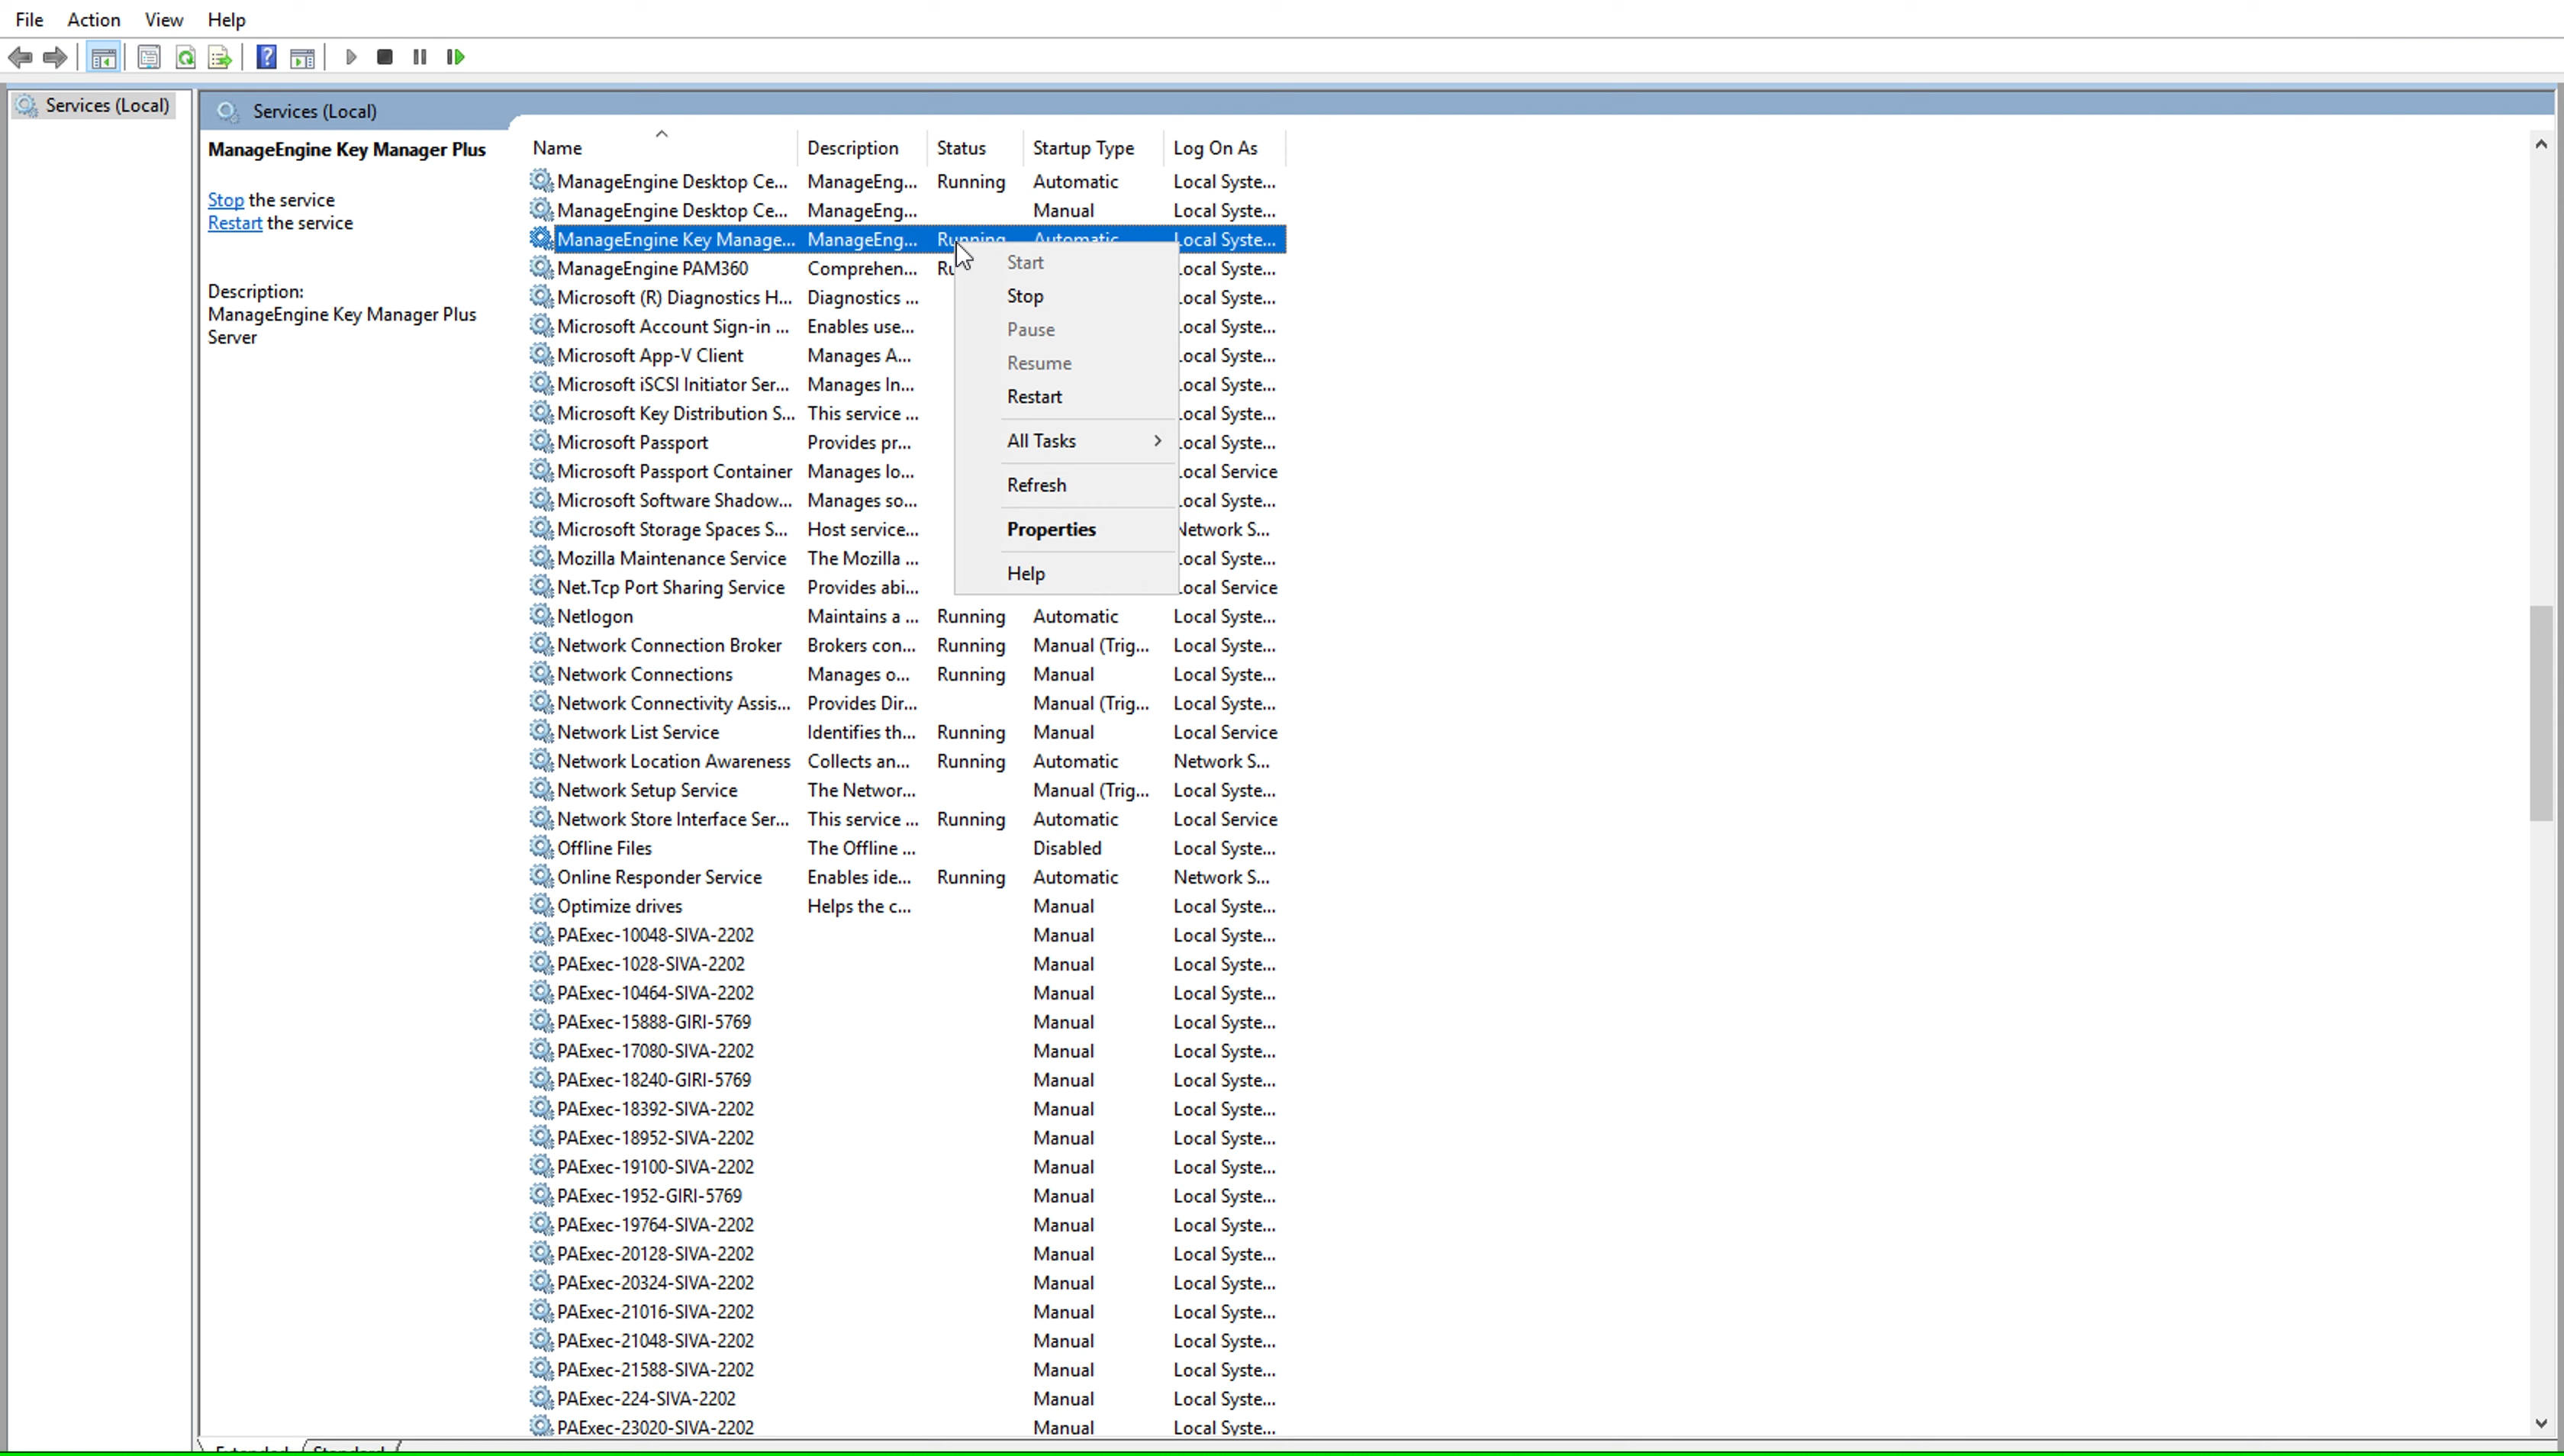 File Action View Help
Services (Local)
Services (Local)
ManageEngine Key Manager Plus
Stop the service
Restart the service
Description:
ManageEngine Key Manager Plus
Server
Name Description Status Startup Type Log On As
ManageEngine Desktop Ce... ManageEng... Running Automatic Local Syste...
ManageEngine Desktop Ce... ManageEng... Manual Local Syste...
ManageEngine Key Manage... ManageEng... Running Automatic Local Syste...
ManageEngine PAM360 Comprehen... Ru ocal Syste...
Microsoft (R) Diagnostics H... Diagnostics ... ocal Syste...
Microsoft Account Sign-in ... Enables use... ocal Syste...
Microsoft App-V Client Manages A... ocal Syste...
Microsoft iSCSI Initiator Ser... Manages In... ocal Syste...
Microsoft Key Distribution S... This service ... ocal Syste...
Microsoft Passport Provides pr... ocal Syste...
Microsoft Passport Container Manages lo... ocal Service
Microsoft Software Shadow... Manages so... ocal Syste...
Microsoft Storage Spaces S... Host service... Network S...
Mozilla Maintenance Service The Mozilla ... ocal Syste...
Net.Tcp Port Sharing Service Provides abi... ocal Service
Start
Stop
Pause
Resume
Restart
All Tasks
Refresh
Properties
Help
Netlogon Maintains a ... Running Automatic Local Syste...
Network Connection Broker Brokers con... Running Manual (Trig... Local Syste...
Network Connections Manages o... Running Manual Local Syste...
Network Connectivity Assis... Provides Dir... Manual (Trig... Local Syste...
Network List Service Identifies th... Running Manual Local Service
Network Location Awareness Collects an... Running Automatic Network S...
Network Setup Service The Networ... Manual (Trig... Local Syste...
Network Store Interface Ser... This service ... Running Automatic Local Service
Offline Files The Offline ... Disabled Local Syste...
Online Responder Service Enables ide... Running Automatic Network S...
Optimize drives Helps the c... Manual Local Syste...
PAExec-10048-SIVA-2202 Manual Local Syste...
PAExec-1028-SIVA-2202 Manual Local Syste...
PAExec-10464-SIVA-2202 Manual Local Syste...
PAExec-15888-GIRI-5769 Manual Local Syste...
PAExec-17080-SIVA-2202 Manual Local Syste...
PAExec-18240-GIRI-5769 Manual Local Syste...
PAExec-18392-SIVA-2202 Manual Local Syste...
PAExec-18952-SIVA-2202 Manual Local Syste...
PAExec-19100-SIVA-2202 Manual Local Syste...
PAExec-1952-GIRI-5769 Manual Local Syste...
PAExec-19764-SIVA-2202 Manual Local Syste...
PAExec-20128-SIVA-2202 Manual Local Syste...
PAExec-20324-SIVA-2202 Manual Local Syste...
PAExec-21016-SIVA-2202 Manual Local Syste...
PAExec-21048-SIVA-2202 Manual Local Syste...
PAExec-21588-SIVA-2202 Manual Local Syste...
PAExec-224-SIVA-2202 Manual Local Syste...
PAExec-23020-SIVA-2202 Manual Local Syste...
Extended Standard